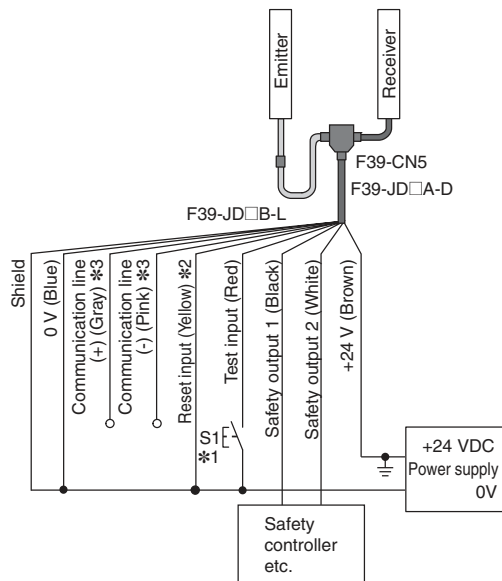 Emitter
Receiver
F39-CN5
F39-JD□A-D
F39-JD□B-L
Shield
0 V (Blue)
Communication line
(+) (Gray) *3
Communication line
(-) (Pink) *3
Reset input (Yellow) *2
Test input (Red)
Safety output 1 (Black)
Safety output 2 (White)
+24 V (Brown)
S1
*1
+24 VDC
Power supply
0V
Safety
controller
etc.